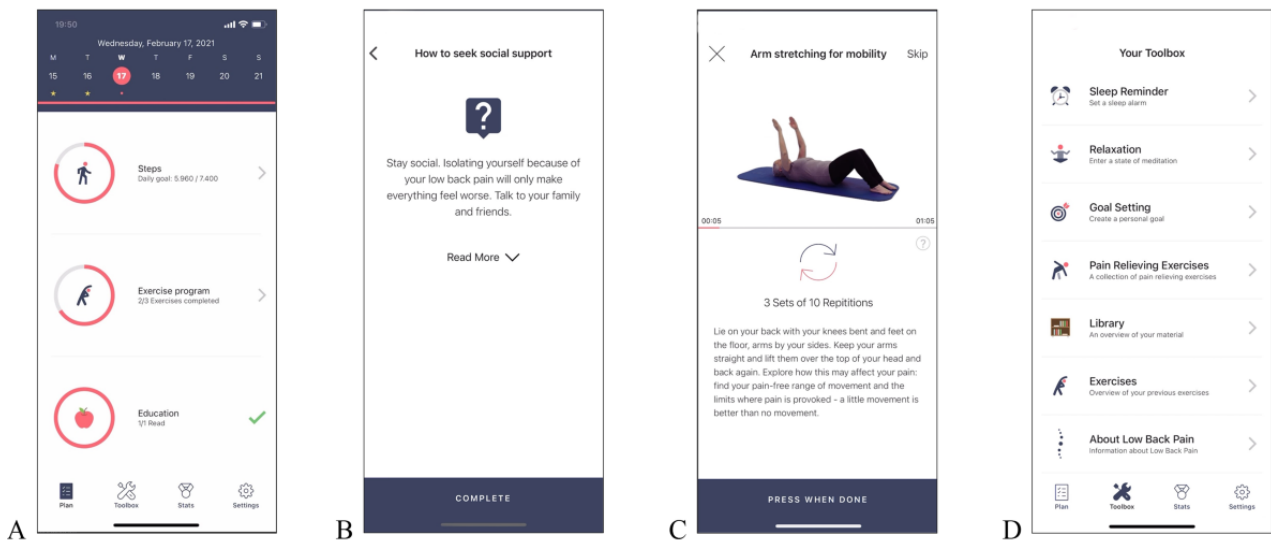 19:50
Wednesday, February 17, 2021
M T W T F S S
15 16 17 18 19 20 21
Steps
Daily goal: 5.960 / 7.400
Exercise program
2/3 Exercises completed
Education
1/1 Read
Plan Toolbox Stats Settings
A
How to seek social support
?
Stay social. Isolating yourself because of
your low back pain will only make
everything feel worse. Talk to your family
and friends.
Read More
COMPLETE
B
Arm stretching for mobility Skip
00:05 01:05
?
3 Sets of 10 Repititions
Lie on your back with your knees bent and feet on
the floor, arms by your sides. Keep your arms
straight and lift them over the top of your head and
back again. Explore how this may affect your pain:
find your pain-free range of movement and the
limits where pain is provoked - a little movement is
better than no movement.
PRESS WHEN DONE
C
Your Toolbox
Sleep Reminder
Set a sleep alarm
Relaxation
Enter a state of meditation
Goal Setting
Create a personal goal
Pain Relieving Exercises
A collection of pain relieving exercises
Library
An overview of your material
Exercises
Overview of your previous exercises
About Low Back Pain
Information about Low Back Pain
Plan Toolbox Stats Settings
D